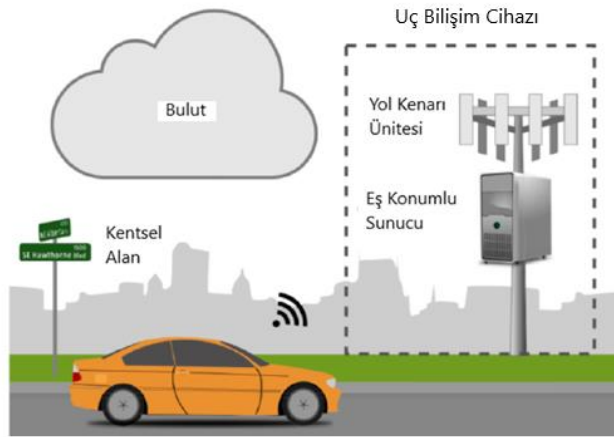 Uç Bilişim Cihazı
Bulut
Yol Kenarı
Ünitesi
Eş Konumlu
Sunucu
Kentsel
Alan
SE Hawthorne Blvd